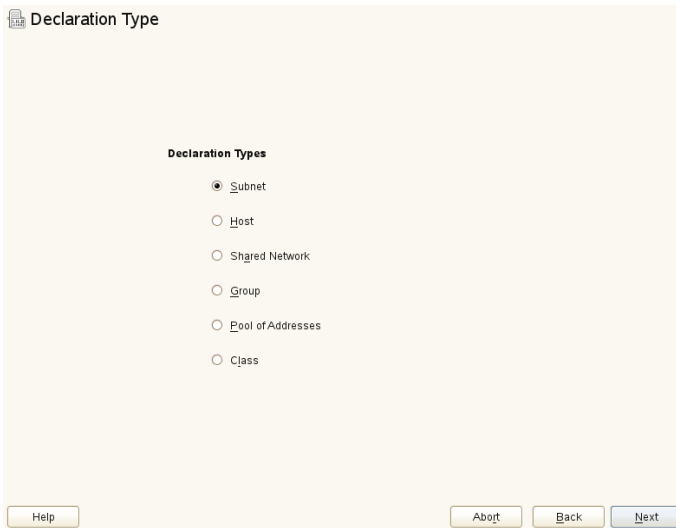 Declaration Type
Declaration Types
Subnet
Host
Shared Network
Group
Pool of Addresses
Class
Help
Abort
Back
Next